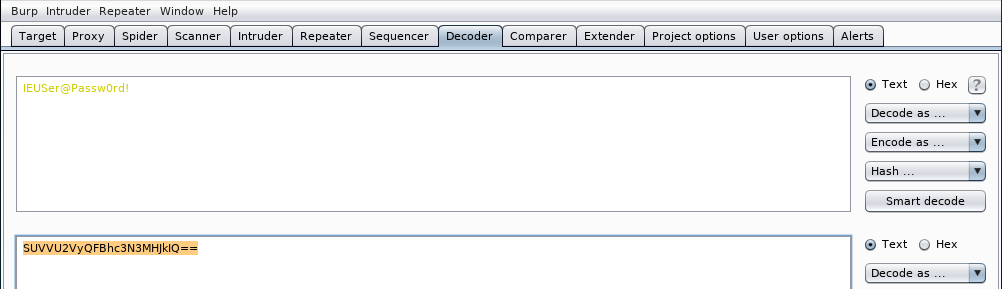 Burp Intruder Repeater Window Help
Target Proxy Spider Scanner Intruder Repeater Sequencer Decoder Comparer Extender Project options User options Alerts
IEUSer@Passw0rd!
Text Hex ?
Decode as ...
Encode as ...
Hash ...
Smart decode
SUVVU2VyQFBhc3N3MHJkIQ==
Text Hex
Decode as ...